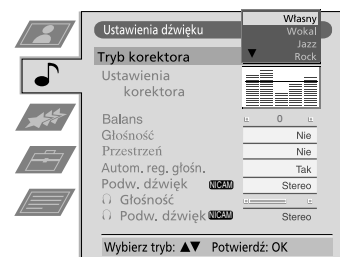 Ustawienia dźwięku
Własny
Wokal
Jazz
Rock
Tryb korektora
Ustawienia
korektora
Balans 0
Głośność Nie
Przestrzeń Nie
Autom. reg. głośn. Tak
Podw. dźwięk NICAM Stereo
Głośność
Podw. dźwięk NICAM Stereo
Wybierz tryb: ▲▼ Potwierdź: OK